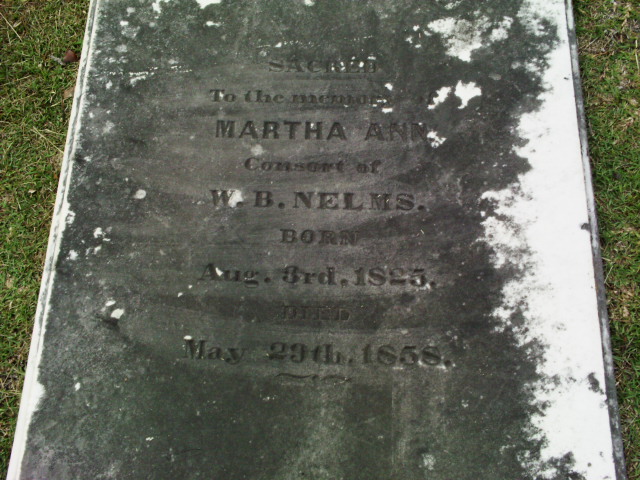 SACRED
To the memory of
MARTHA ANN
Consort of
W. B. NELMS.
BORN
Aug. 3rd, 1825.
DIED
May 29th, 1858.